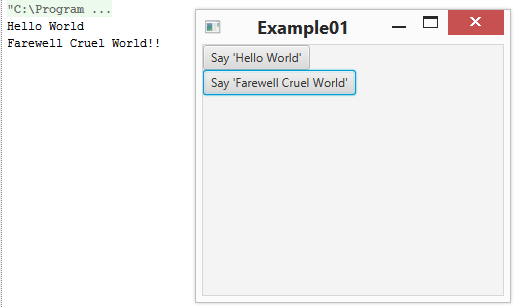 "C:\Program ...
Hello World
Farewell Cruel World!!
Example01
Say 'Hello World'
Say 'Farewell Cruel World'